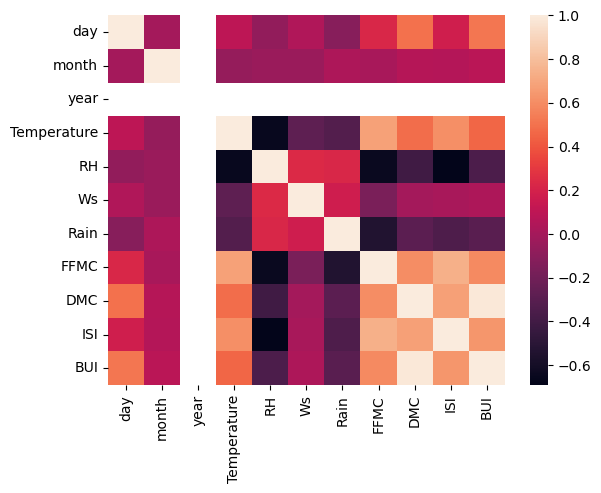 day
month
year
Temperature
RH
Ws
Rain
FFMC
DMC
ISI
BUI
day
month
year
Temperature
RH
Ws
Rain
FFMC
DMC
ISI
BUI
1.0
0.8
0.6
0.4
0.2
0.0
−0.2
−0.4
−0.6